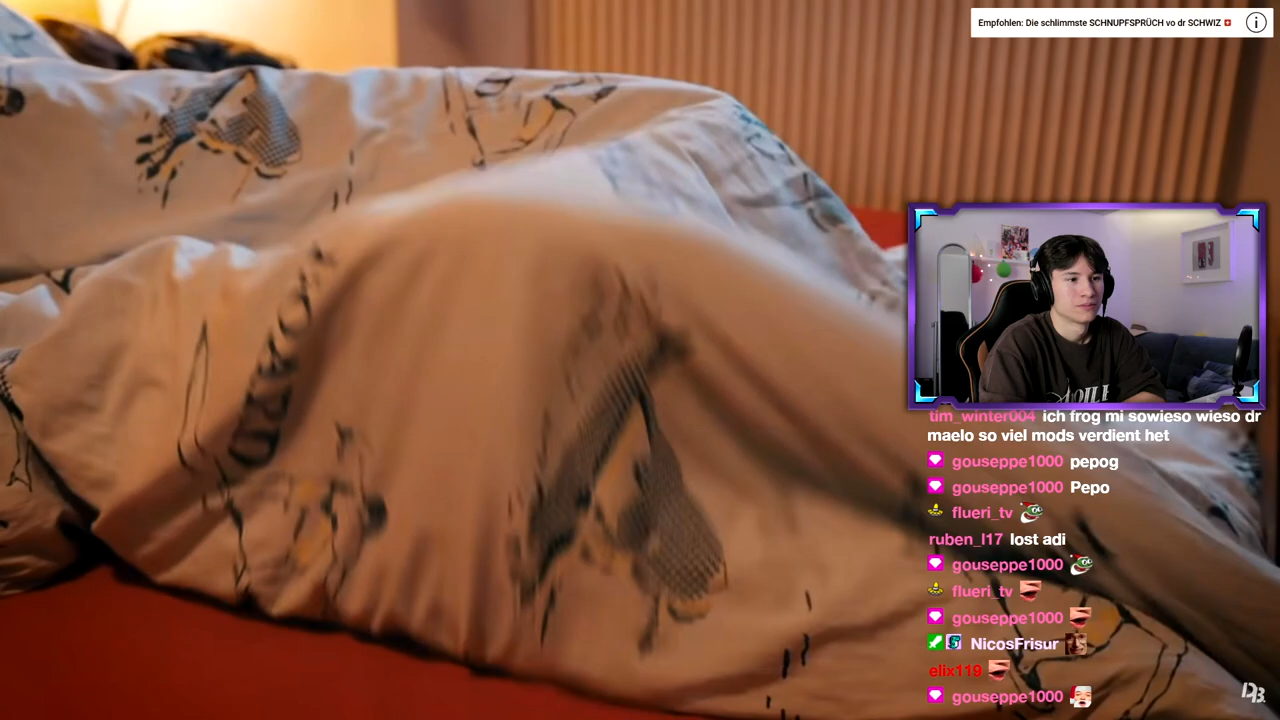 Empfohlen: Die schlimmste SCHNUPFSPRÜCH vo dr SCHWIZ
tim_winter004 ich frog mi sowieso wieso dr
maelo so viel mods verdient het
gouseppe1000 pepog
gouseppe1000 Pepo
flueri_tv
ruben_l17 lost adi
gouseppe1000
flueri_tv
gouseppe1000
NicosFrisur
elix119
gouseppe1000